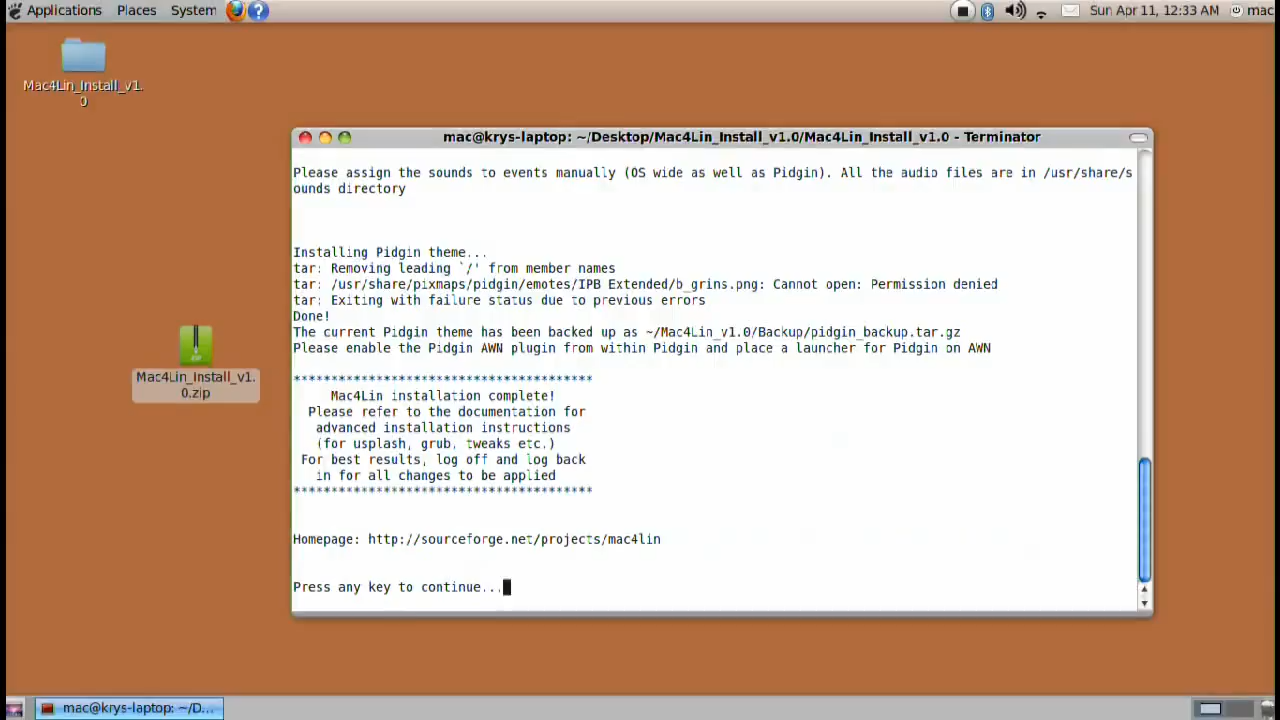 Applications Places System
Sun Apr 11, 12:33 AM mac
Mac4Lin_Install_v1.
0
mac@krys-laptop: ~/Desktop/Mac4Lin_Install_v1.0/Mac4Lin_Install_v1.0 - Terminator
Please assign the sounds to events manually (OS wide as well as Pidgin). All the audio files are in /usr/share/s
ounds directory
Installing Pidgin theme...
tar: Removing leading `/' from member names
tar: /usr/share/pixmaps/pidgin/emotes/IPB Extended/b_grins.png: Cannot open: Permission denied
tar: Exiting with failure status due to previous errors
Done!
The current Pidgin theme has been backed up as ~/Mac4Lin_v1.0/Backup/pidgin_backup.tar.gz
Please enable the Pidgin AWN plugin from within Pidgin and place a launcher for Pidgin on AWN
****************************************
Mac4Lin installation complete!
Please refer to the documentation for
advanced installation instructions
(for usplash, grub, tweaks etc.)
For best results, log off and log back
in for all changes to be applied
****************************************
Homepage: http://sourceforge.net/projects/mac4lin
Press any key to continue...
Mac4Lin_Install_v1.
0.zip
mac@krys-laptop: ~/D...